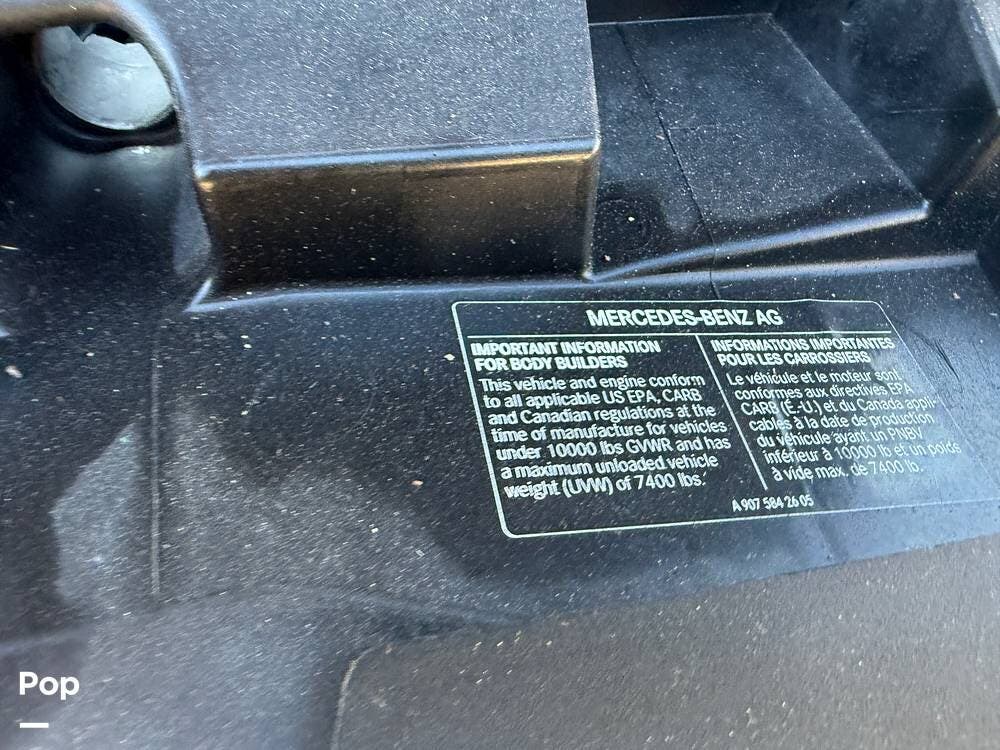 MERCEDES-BENZ AG
IMPORTANT INFORMATION
FOR BODY BUILDERS
This vehicle and engine conform
to all applicable US EPA, CARB
and Canadian regulations at the
time of manufacture for vehicles
under 10000 lbs GVWR and has
a maximum unloaded vehicle
weight (UVW) of 7400 lbs.
INFORMATIONS IMPORTANTES
POUR LES CARROSSIERS
Le véhicule et le moteur sont
conformes aux directives EPA
CARB (É.-U.) et du Canada appli-
cables à la date de production
du véhicule ayant un PNBV
inférieur à 10000 lb et un poids
à vide max. de 7400 lb.
A 907 584 26 05
Pop